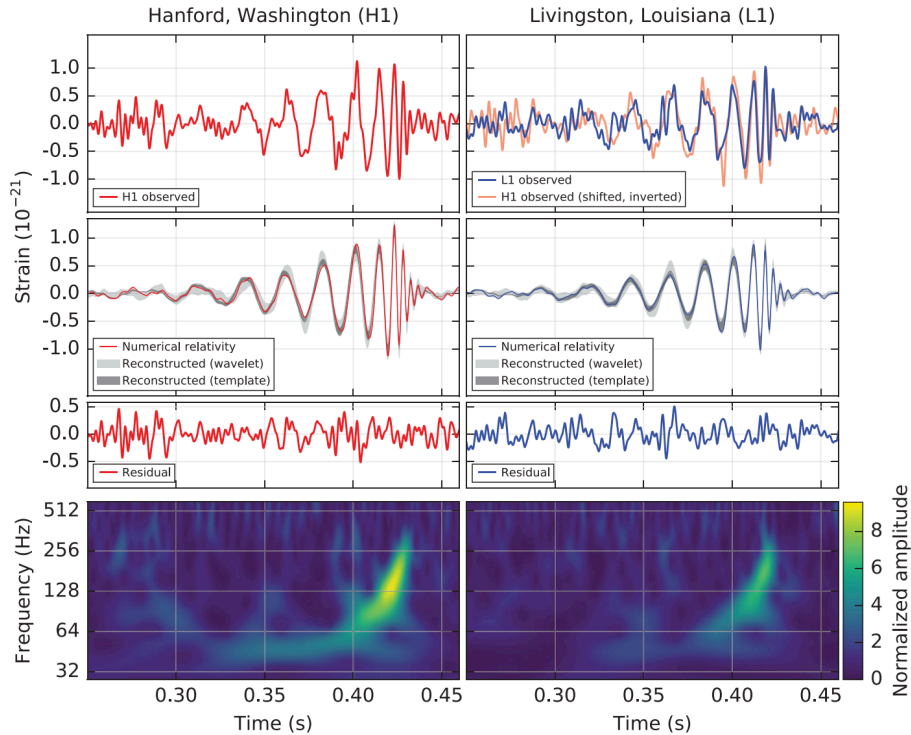 Hanford, Washington (H1)
Livingston, Louisiana (L1)
Strain (10⁻²¹)
1.0
0.5
0.0
-0.5
-1.0
H1 observed
L1 observed
H1 observed (shifted, inverted)
1.0
0.5
0.0
-0.5
-1.0
Numerical relativity
Reconstructed (wavelet)
Reconstructed (template)
Numerical relativity
Reconstructed (wavelet)
Reconstructed (template)
0.5
0.0
-0.5
Residual
Residual
Frequency (Hz)
512
256
128
64
32
Normalized amplitude
8
6
4
2
0
0.30 0.35 0.40 0.45
0.30 0.35 0.40 0.45
Time (s)
Time (s)